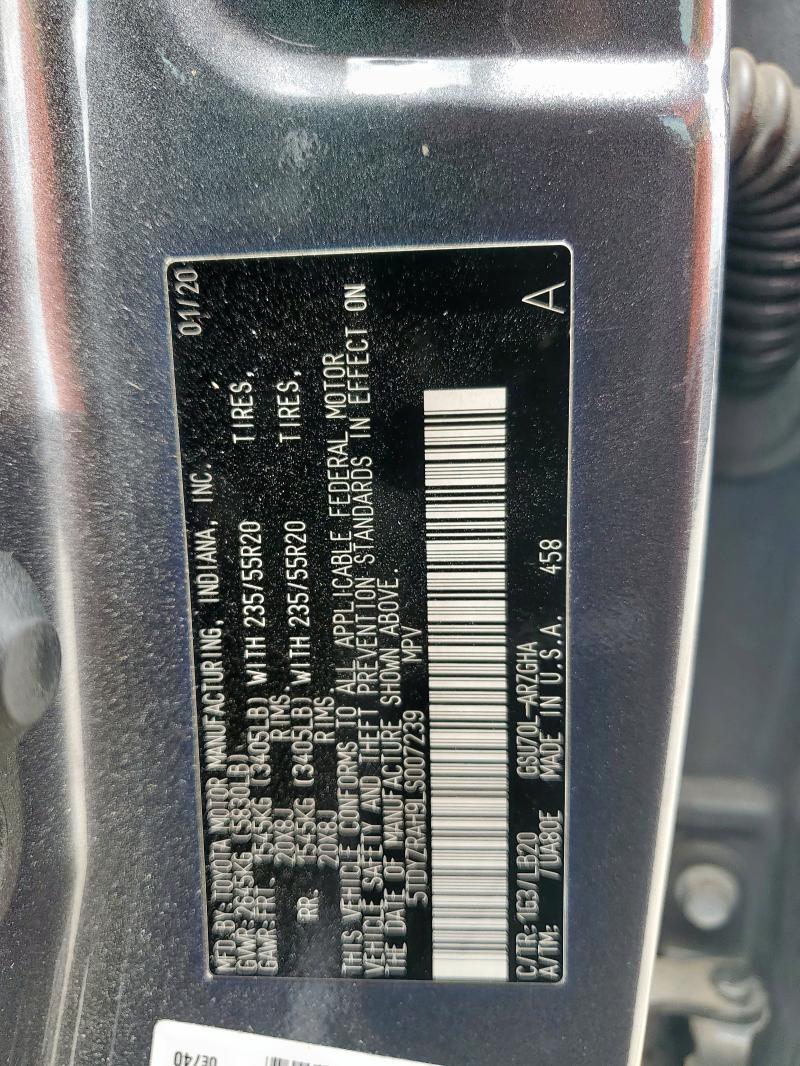 MFD BY:TOYOTA MOTOR MANUFACTURING, INDIANA, INC. 01/20
GVWR:2645KG (5830LB)
GAWR:FRT. 1545KG (3405LB) WITH 235/55R20 TIRES,
20X8J RIMS,
RR. 1545KG (3405LB) WITH 235/55R20 TIRES,
20X8J RIMS.
THIS VEHICLE CONFORMS TO ALL APPLICABLE FEDERAL MOTOR
VEHICLE SAFETY AND THEFT PREVENTION STANDARDS IN EFFECT ON
THE DATE OF MANUFACTURE SHOWN ABOVE.
5TDYZRAH9LS007239 MPV
C/TR:1G3/LB20 GSU70L-ARZGHA
A/TM: /UA80E MADE IN U.S.A. 458 A
0E740